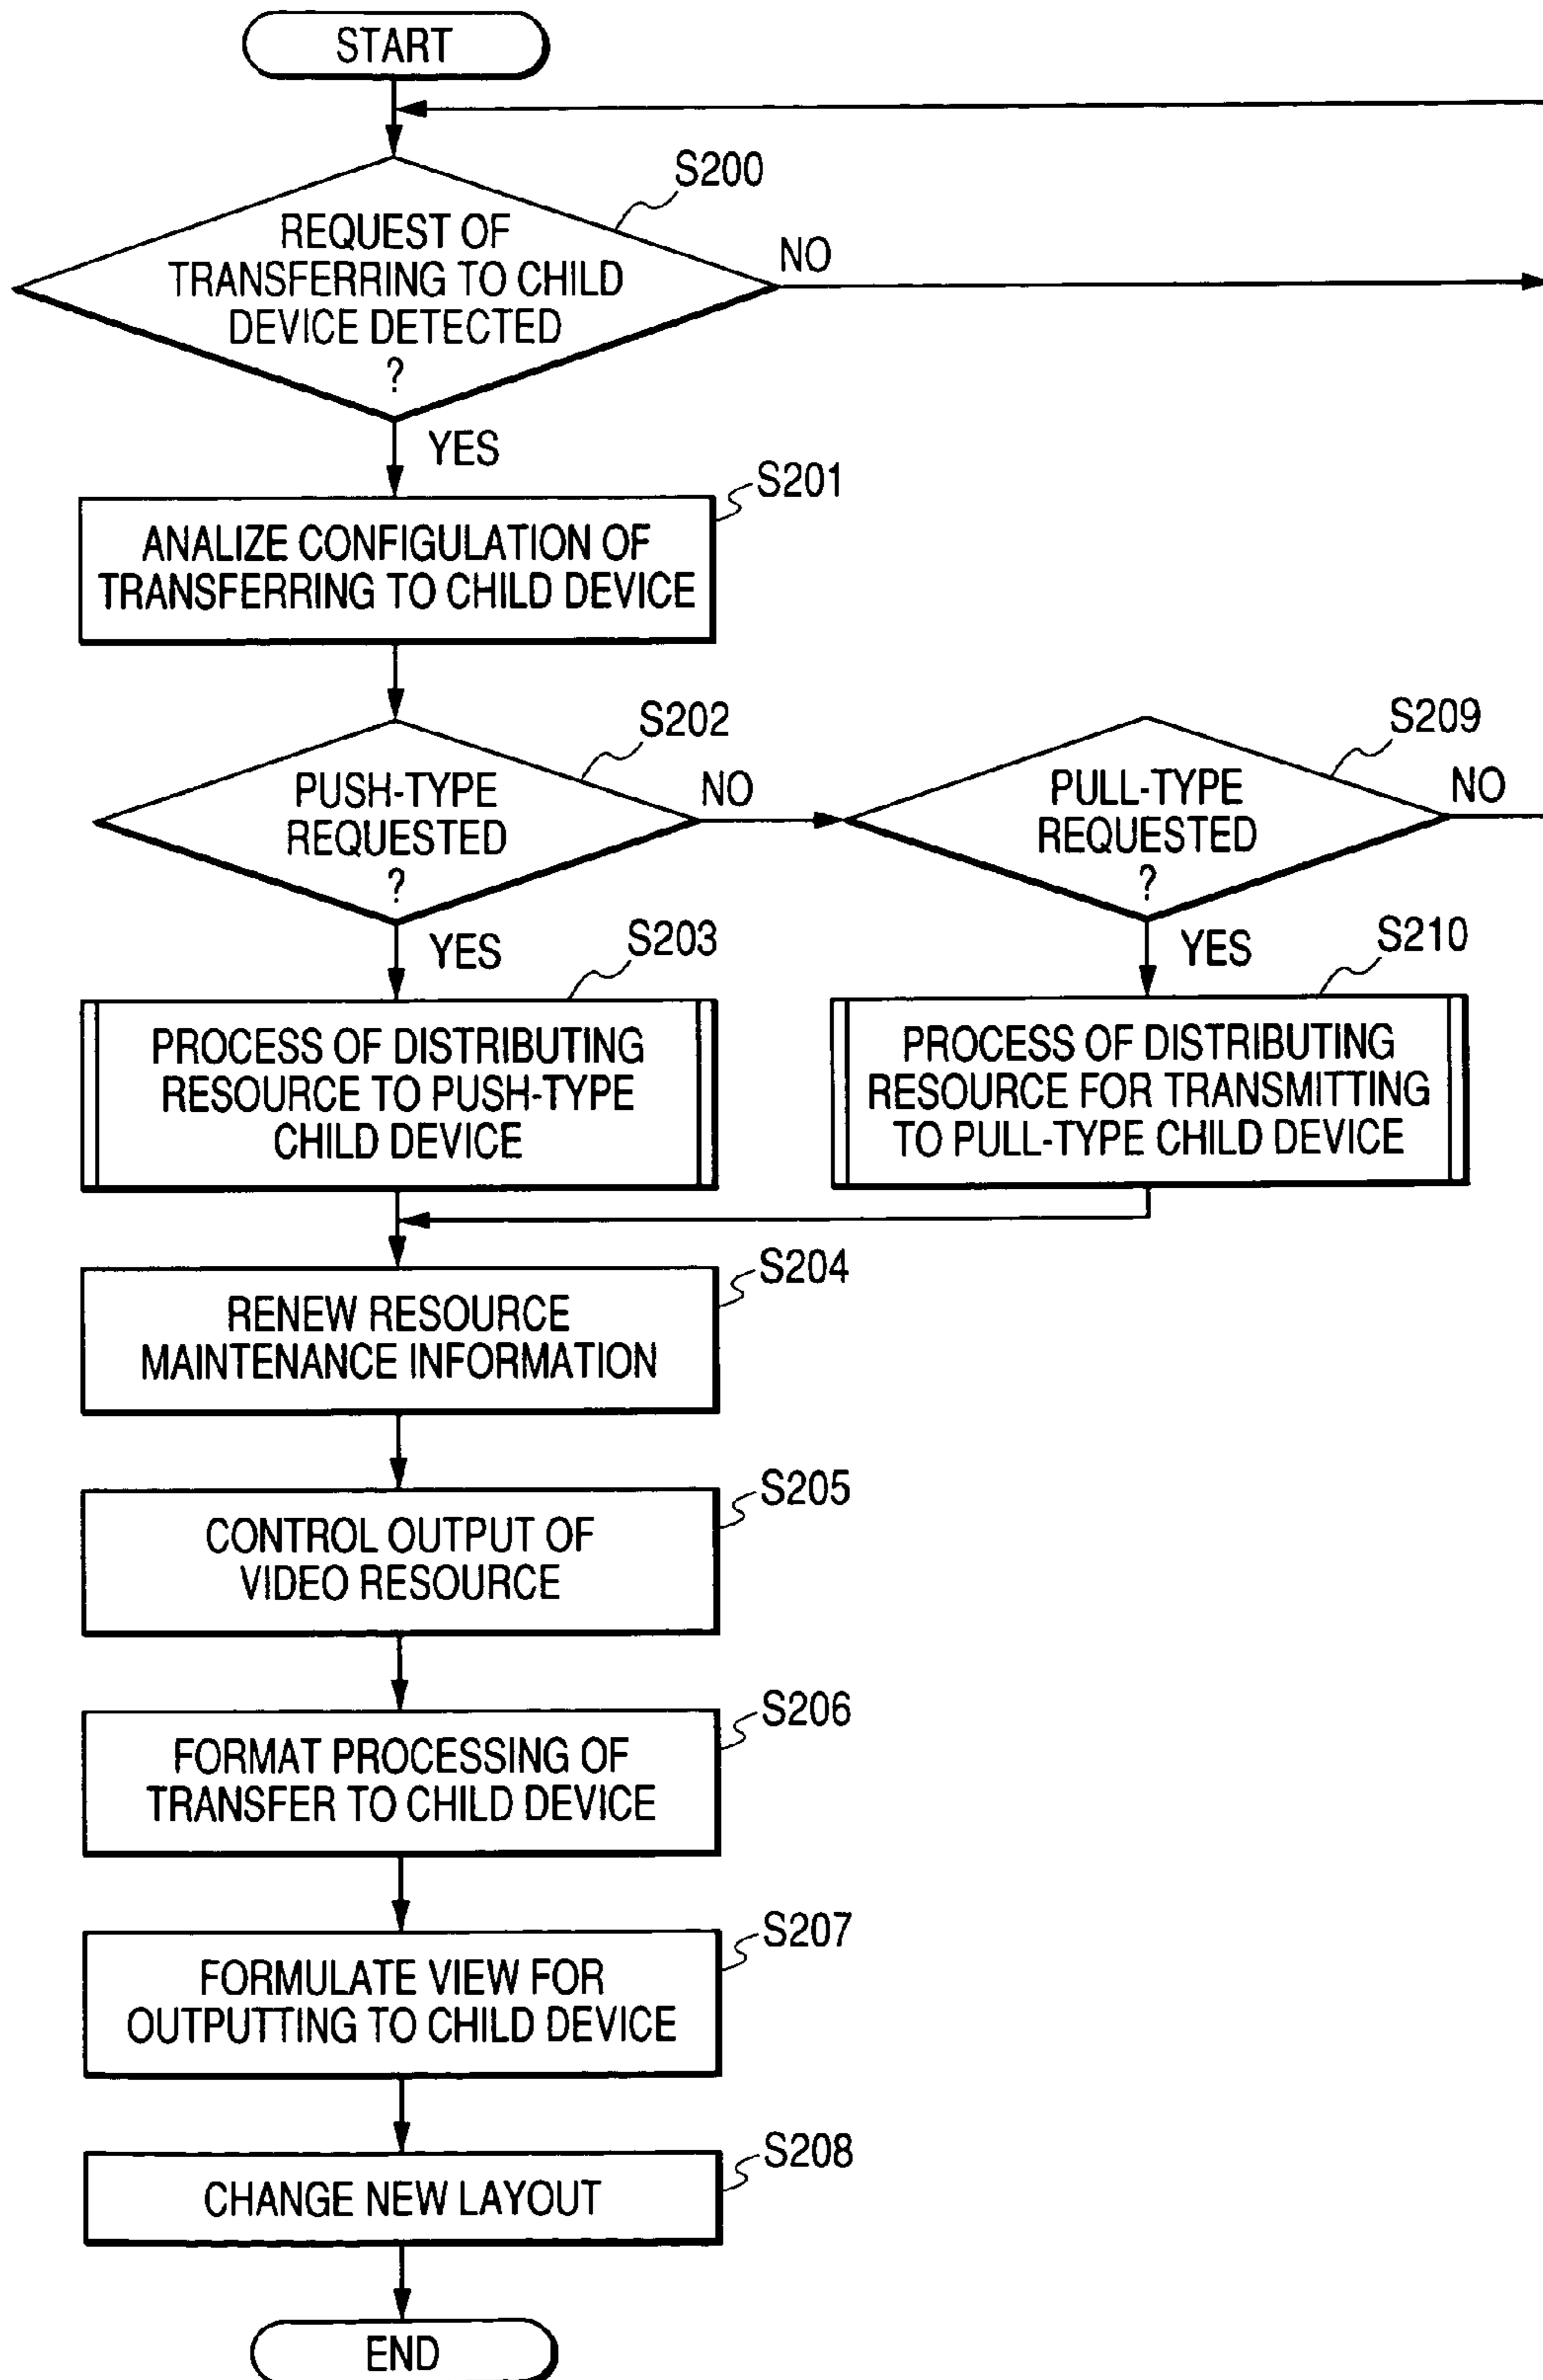 START
S200
REQUEST OF
TRANSFERRING TO CHILD
DEVICE DETECTED
?
NO
YES
S201
ANALIZE CONFIGULATION OF
TRANSFERRING TO CHILD DEVICE
S202
PUSH-TYPE
REQUESTED
?
NO
YES
S209
PULL-TYPE
REQUESTED
?
NO
YES
S203
PROCESS OF DISTRIBUTING
RESOURCE TO PUSH-TYPE
CHILD DEVICE
S210
PROCESS OF DISTRIBUTING
RESOURCE FOR TRANSMITTING
TO PULL-TYPE CHILD DEVICE
S204
RENEW RESOURCE
MAINTENANCE INFORMATION
S205
CONTROL OUTPUT OF
VIDEO RESOURCE
S206
FORMAT PROCESSING OF
TRANSFER TO CHILD DEVICE
S207
FORMULATE VIEW FOR
OUTPUTTING TO CHILD DEVICE
S208
CHANGE NEW LAYOUT
END